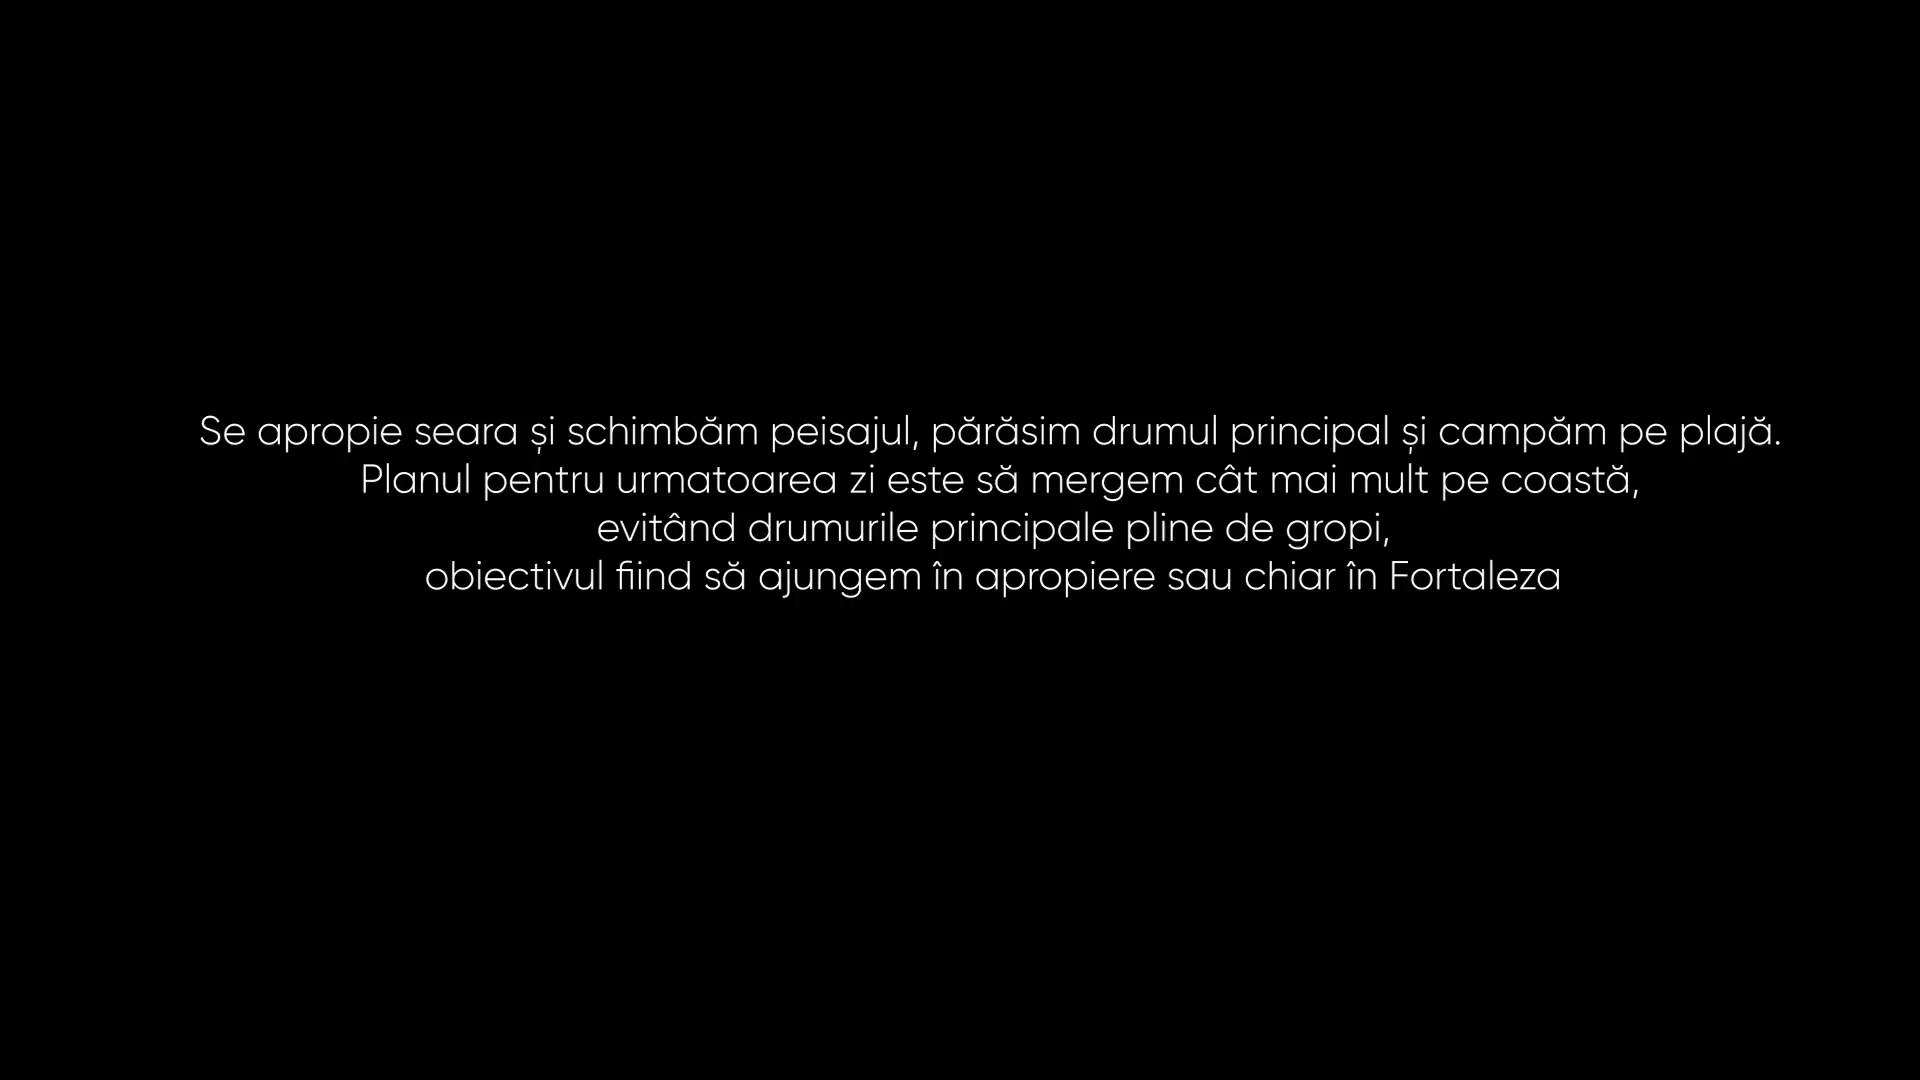 Se apropie seara și schimbăm peisajul, părăsim drumul principal și campăm pe plajă.
Planul pentru urmatoarea zi este să mergem cât mai mult pe coastă,
evitând drumurile principale pline de gropi,
obiectivul fiind să ajungem în apropiere sau chiar în Fortaleza